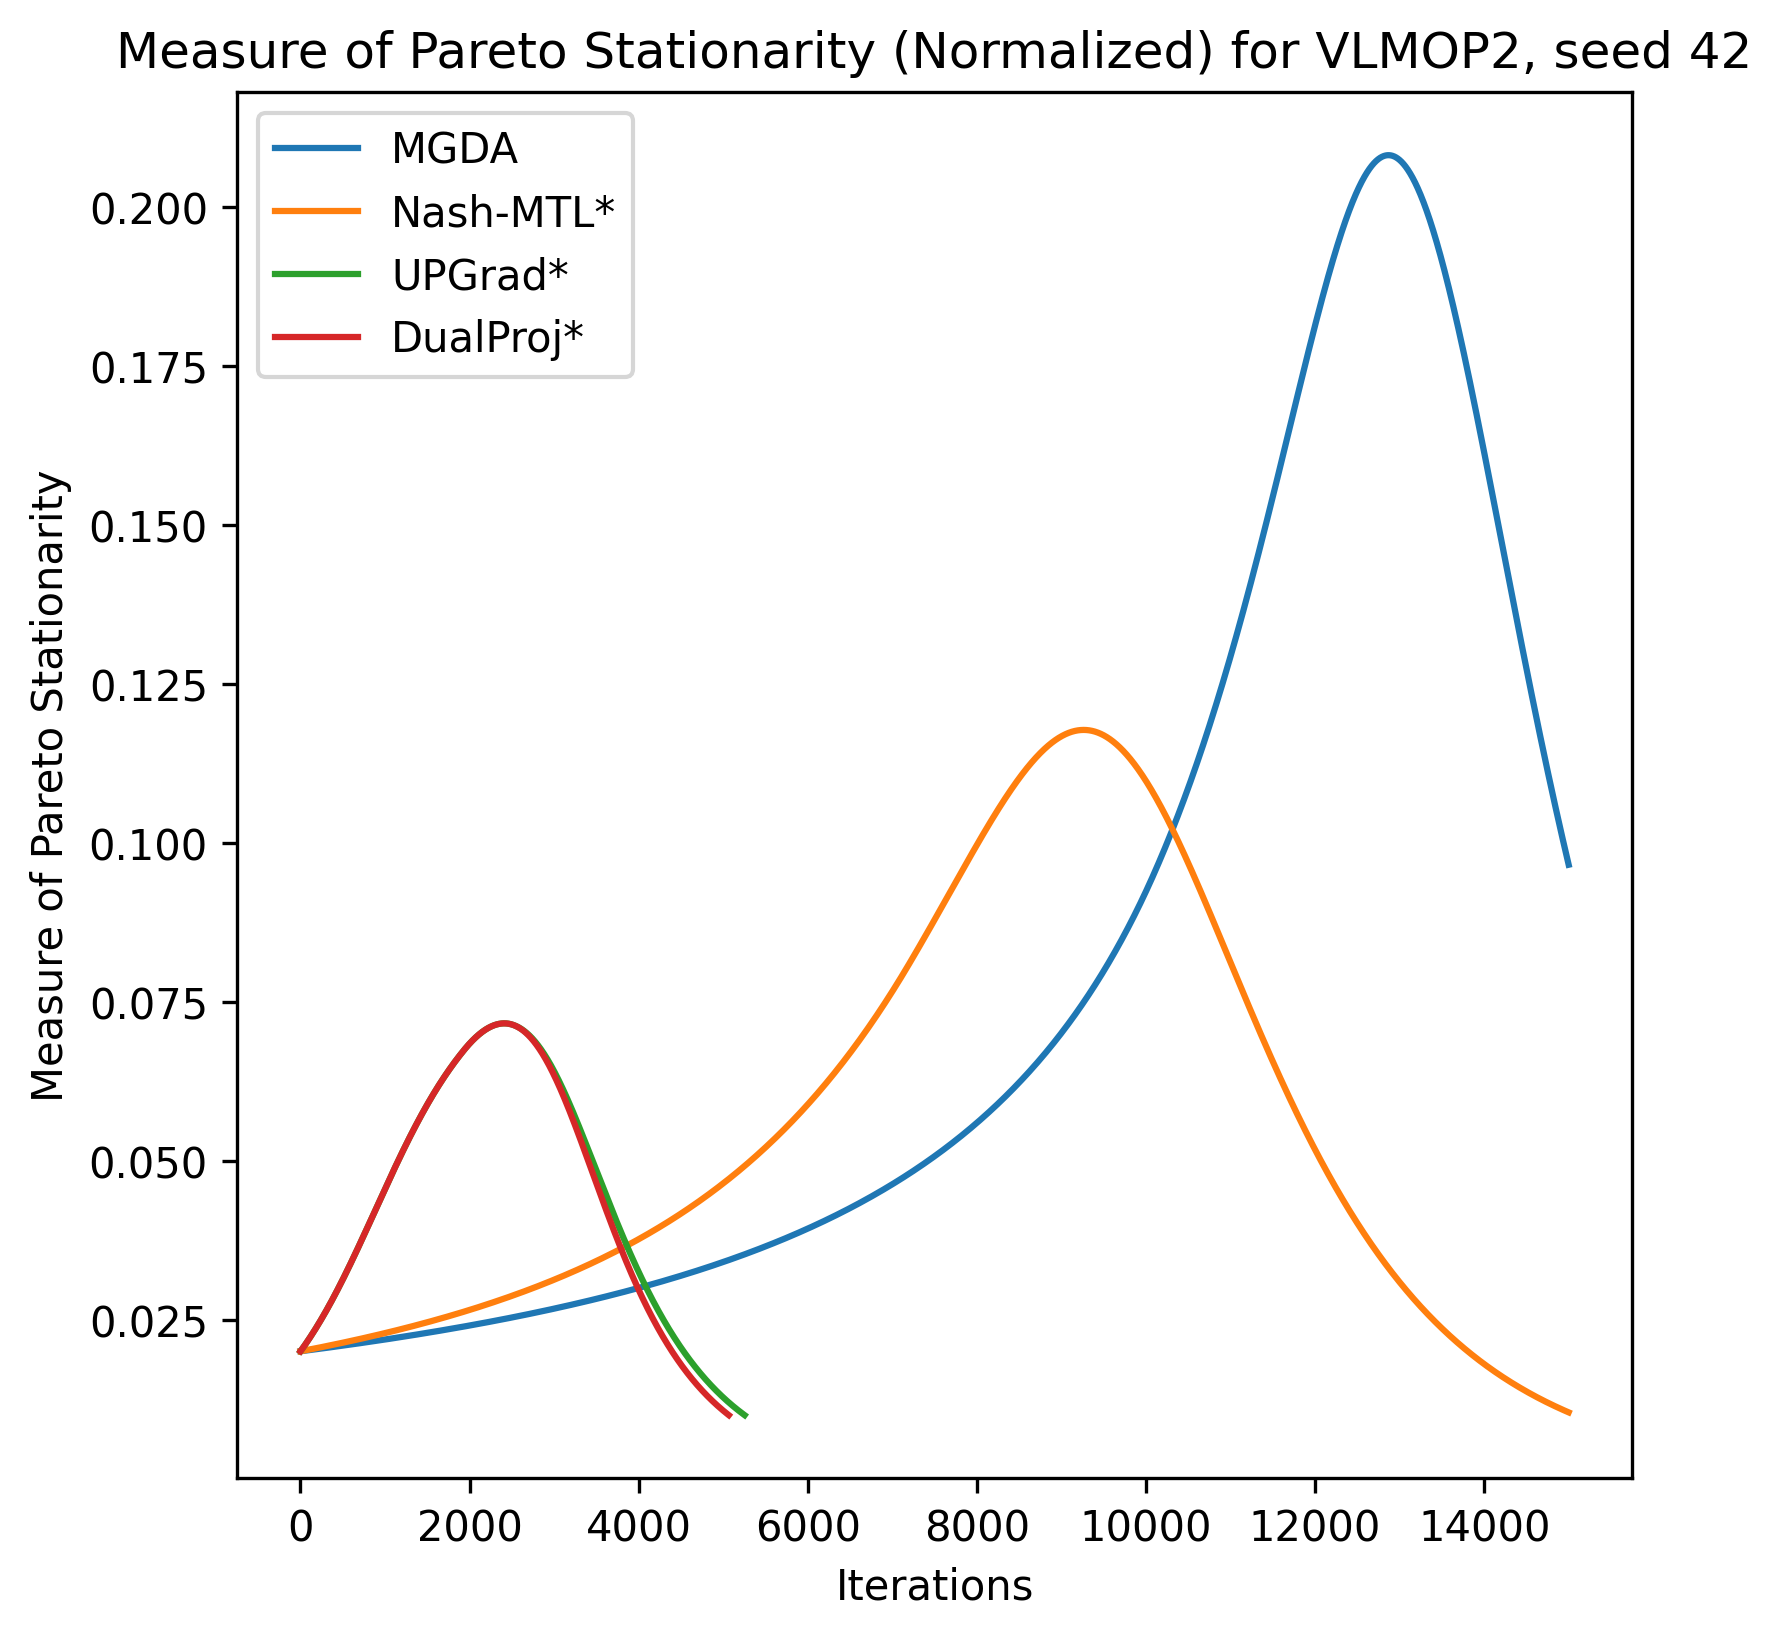 Measure of Pareto Stationarity (Normalized) for VLMOP2, seed 42
MGDA
Nash-MTL*
UPGrad*
DualProj*
0.200
0.175
0.150
0.125
0.100
0.075
0.050
0.025
Measure of Pareto Stationarity
0 2000 4000 6000 8000 10000 12000 14000
Iterations